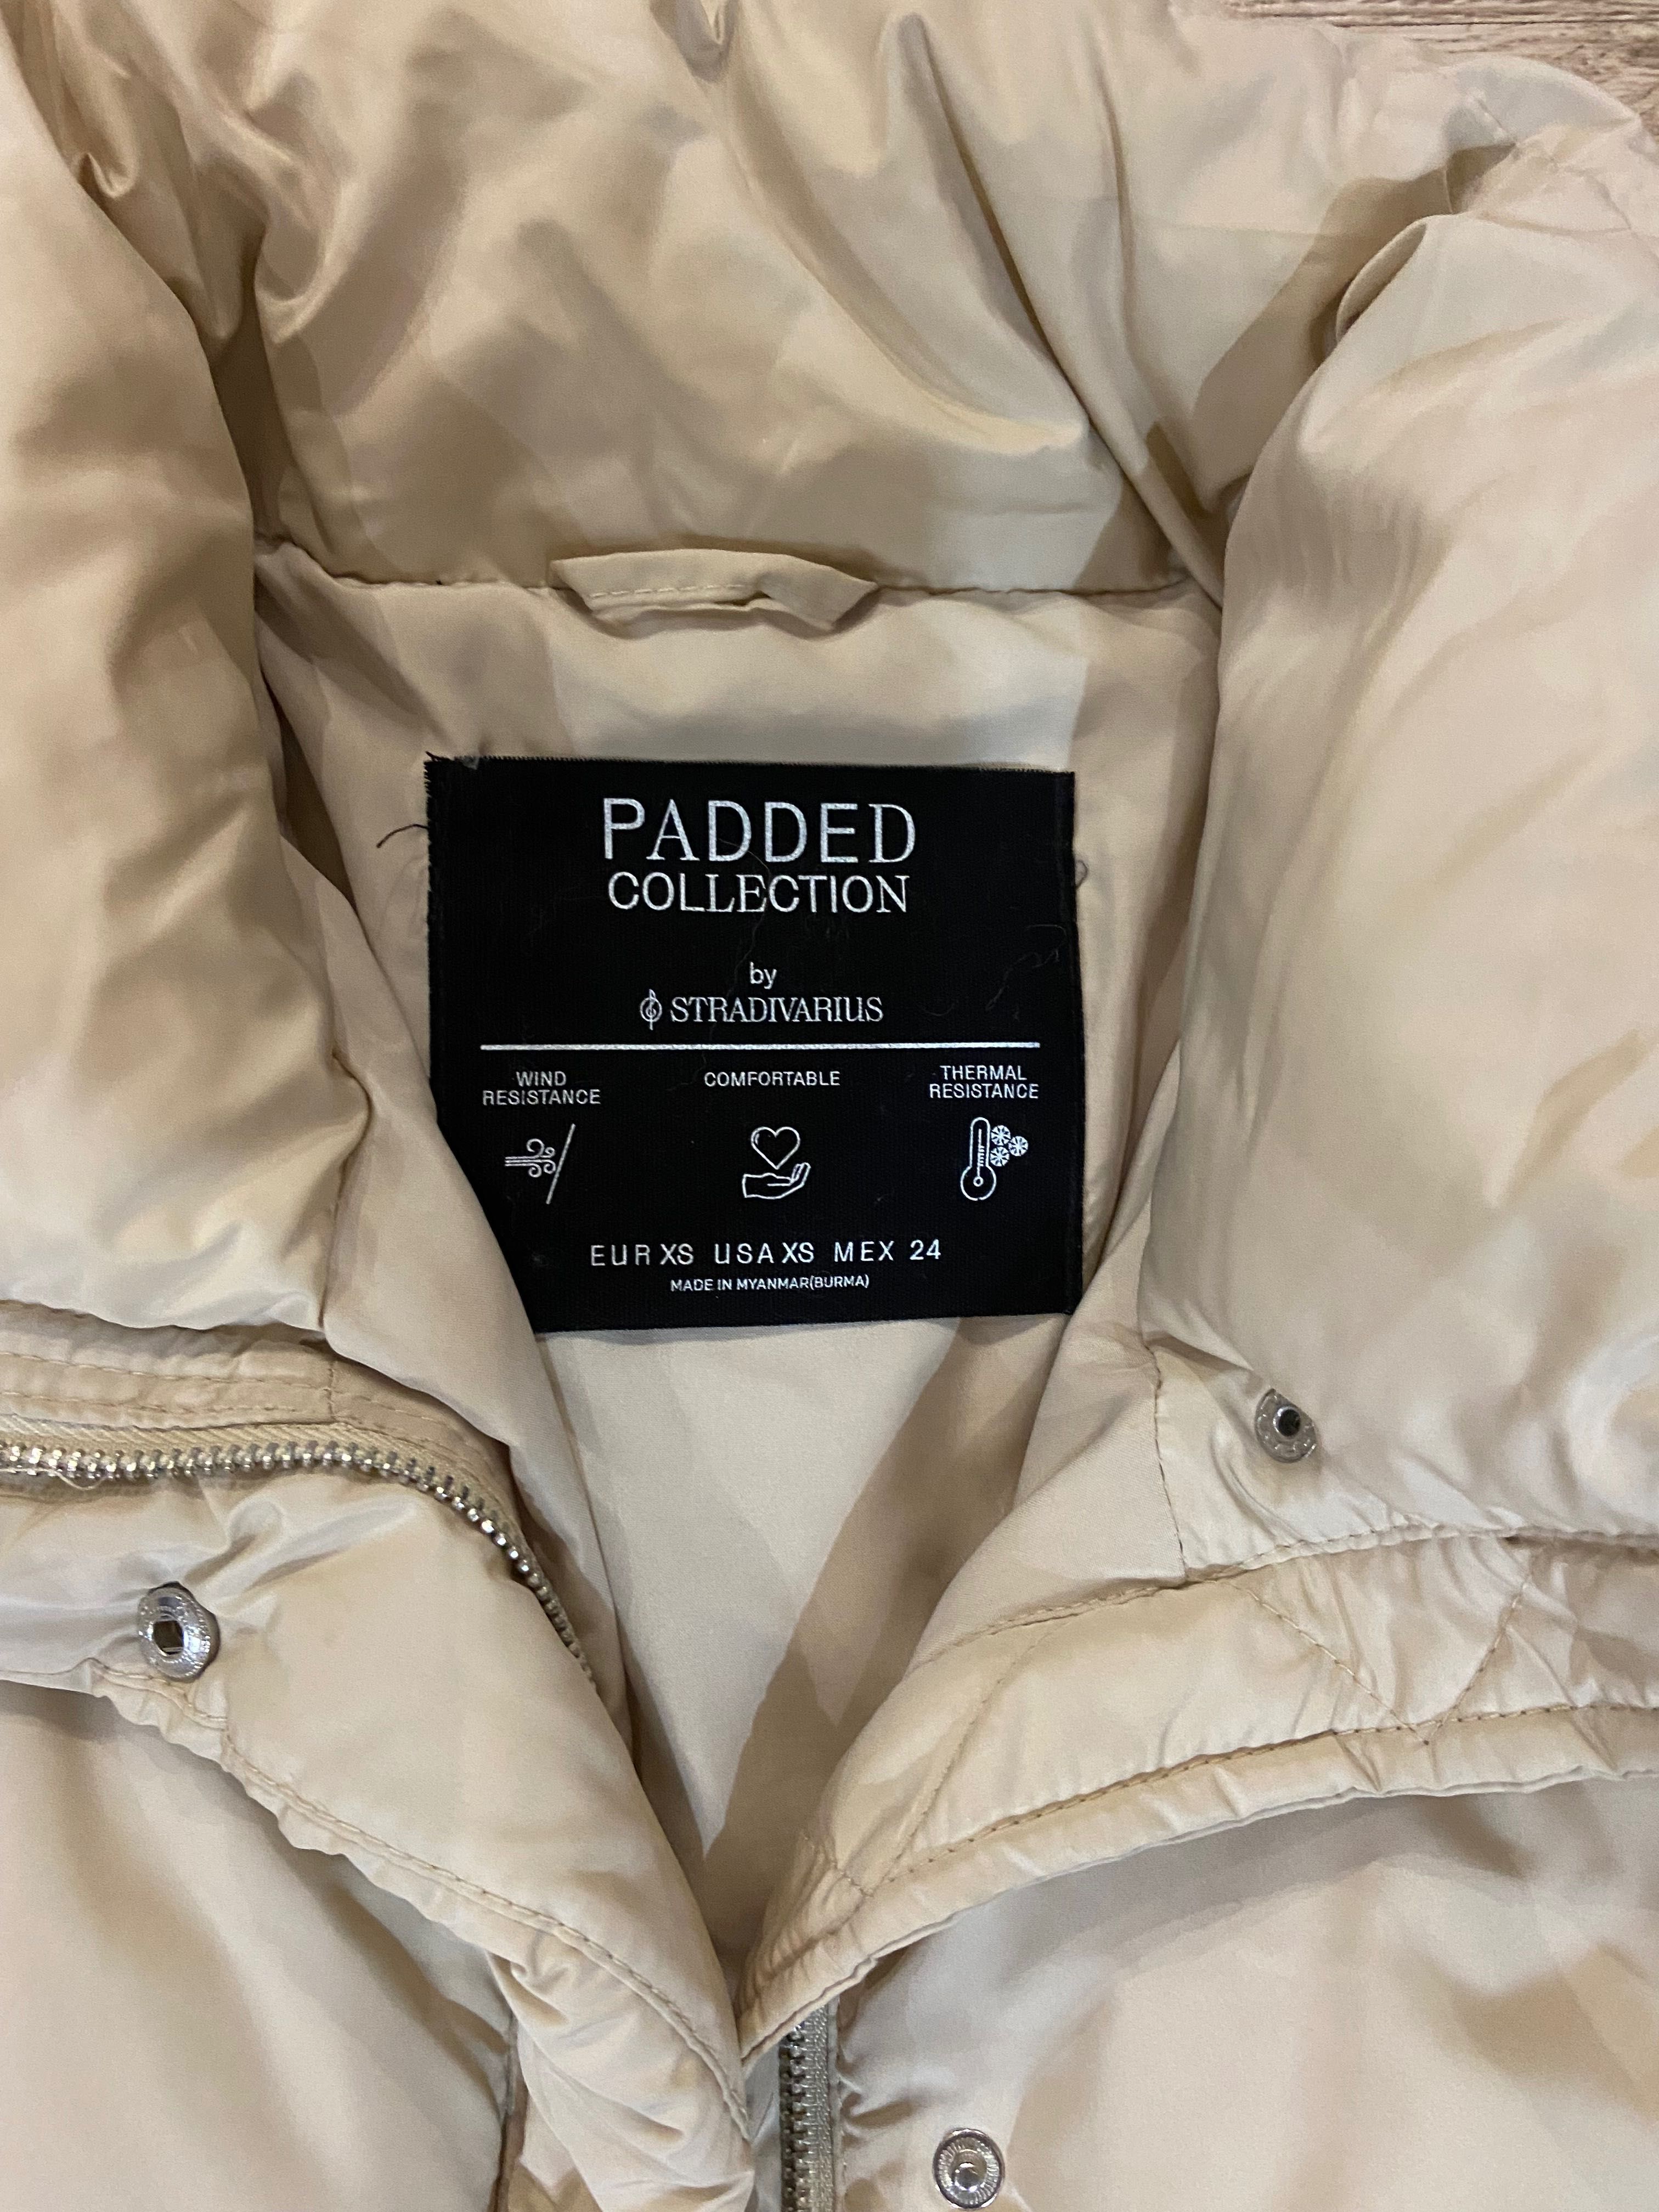 PADDED
COLLECTION
by
STRADIVARIUS
WIND
RESISTANCE
COMFORTABLE
THERMAL
RESISTANCE
EUR XS USA XS MEX 24
MADE IN MYANMAR(BURMA)